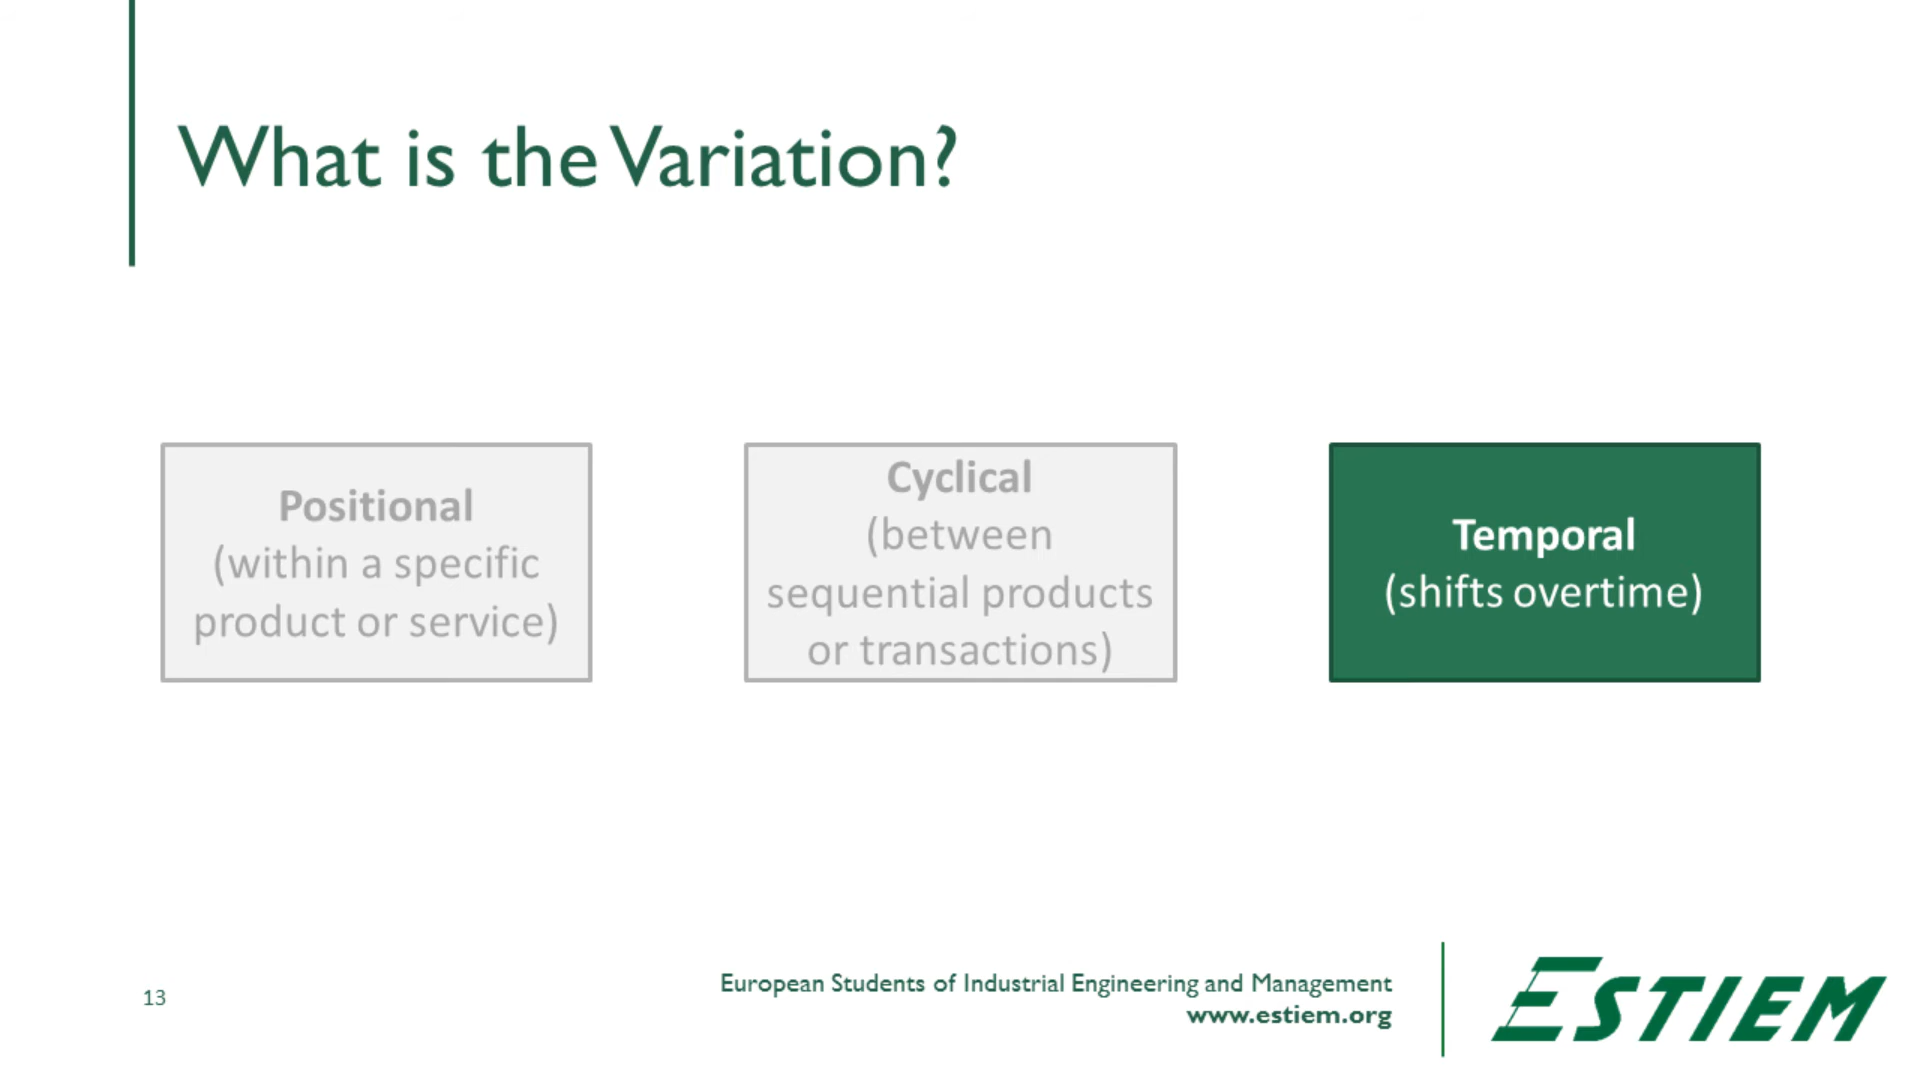 What is the Variation?
Positional
(within a specific
product or service)
Cyclical
(between
sequential products
or transactions)
Temporal
(shifts overtime)
13
European Students of Industrial Engineering and Management
www.estiem.org
ESTIEM